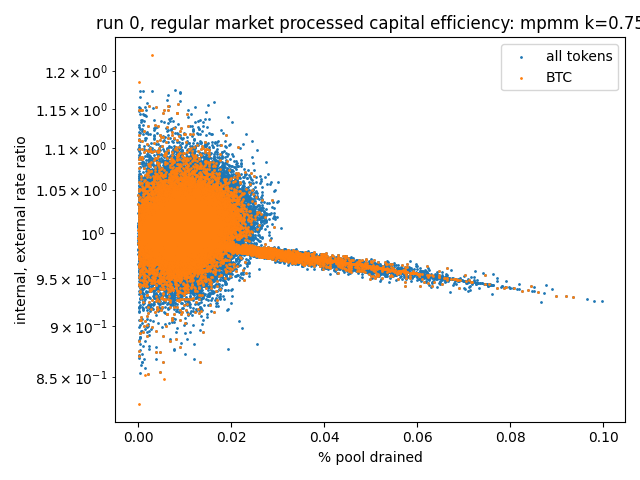 run 0, regular market processed capital efficiency: mpmm k=0.75
all tokens
BTC
internal, external rate ratio
1.2 × 10⁰
1.15 × 10⁰
1.1 × 10⁰
1.05 × 10⁰
10⁰
9.5 × 10⁻¹
9 × 10⁻¹
8.5 × 10⁻¹
0.00 0.02 0.04 0.06 0.08 0.10
% pool drained